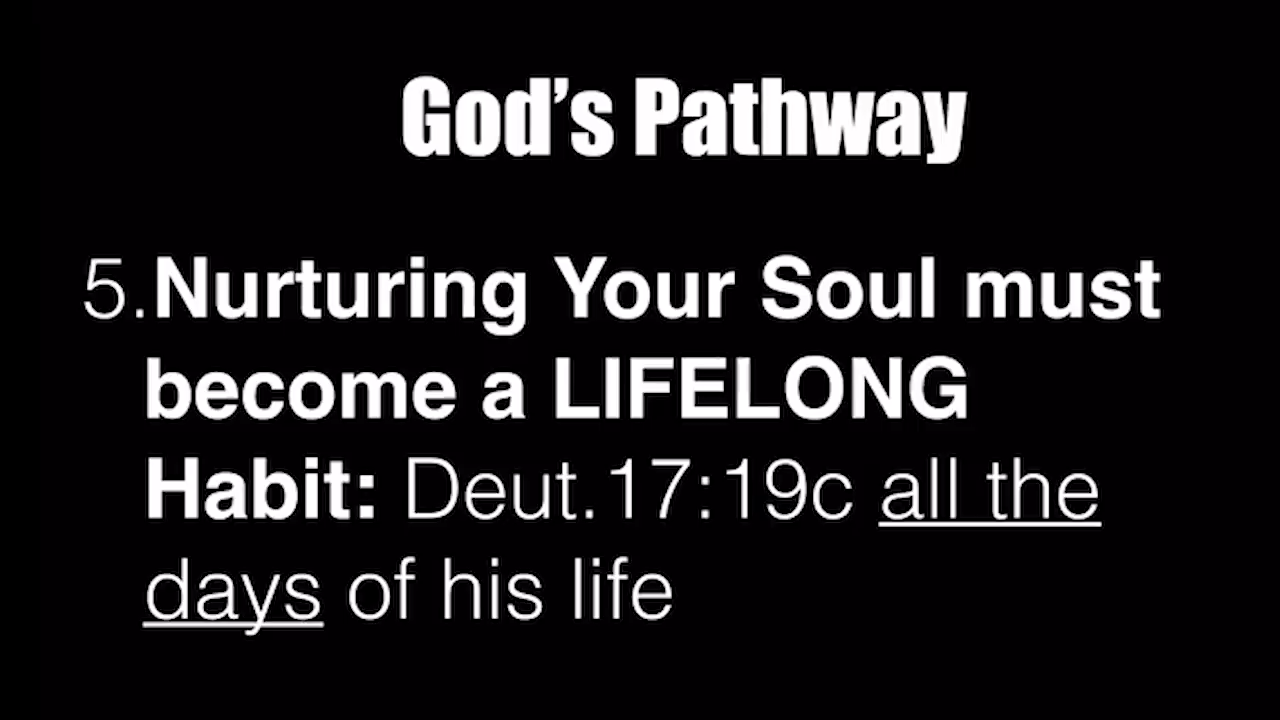 God’s Pathway
5.Nurturing Your Soul must
become a LIFELONG
Habit: Deut.17:19c all the
days of his life